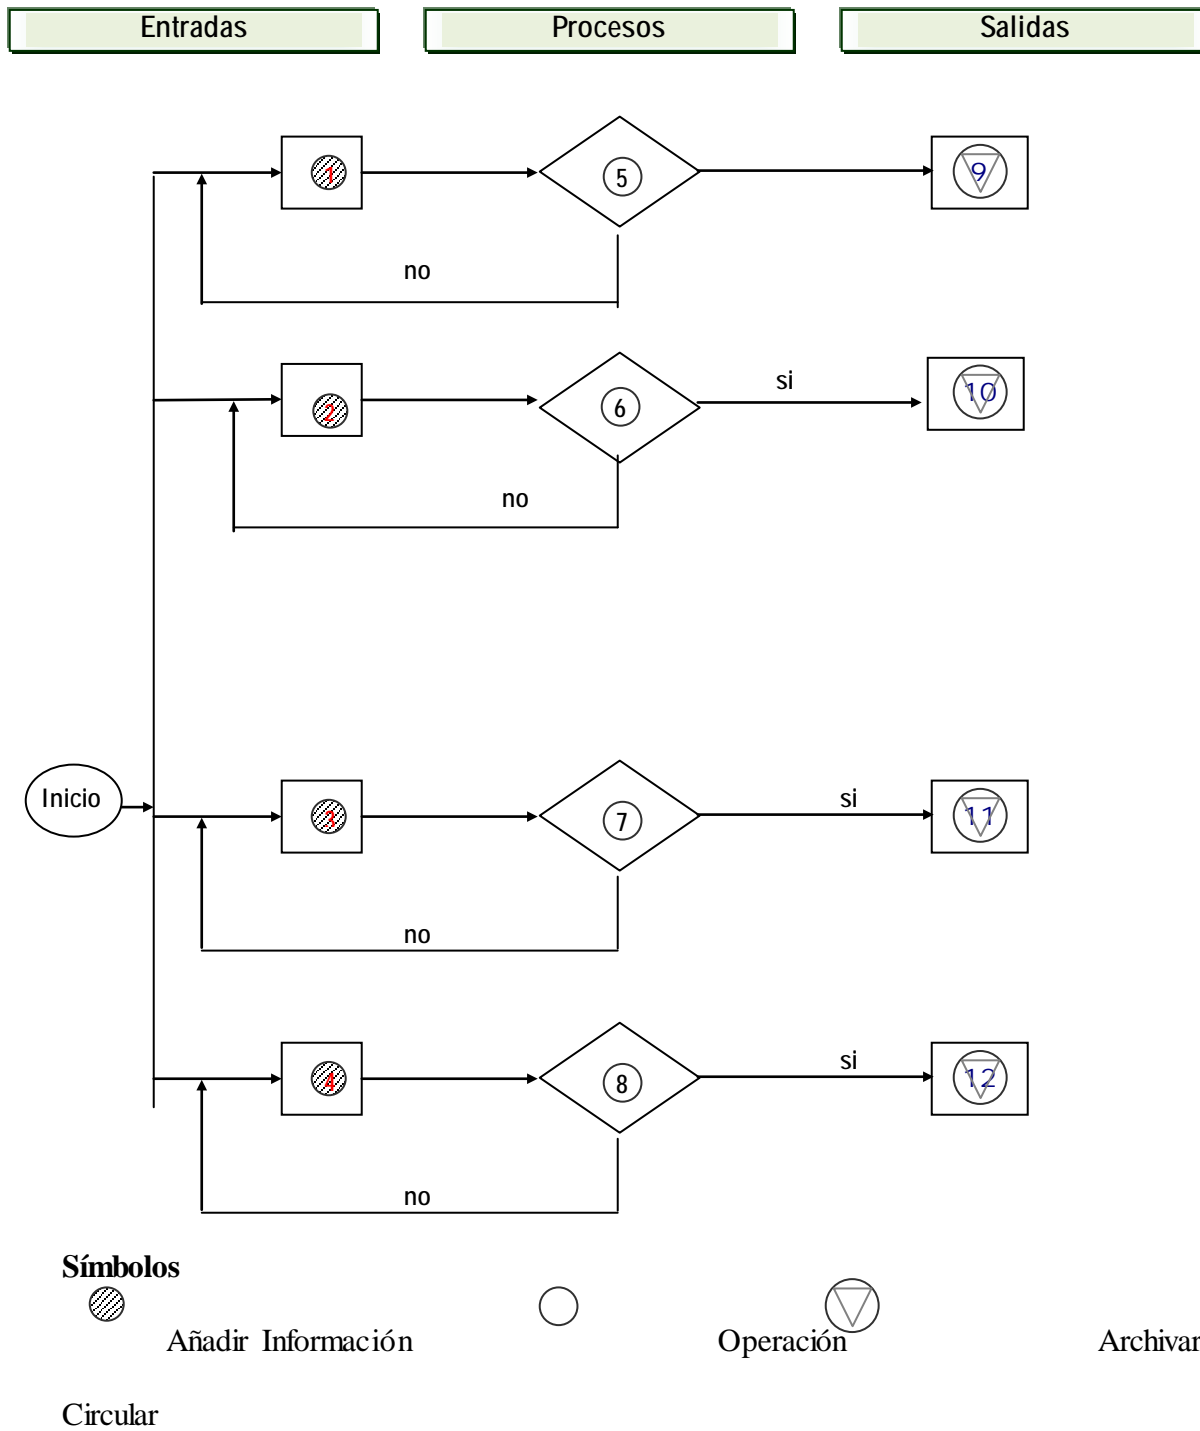 Entradas Procesos Salidas
1 5 9
no
2 6 si 10
no
Inicio
3 7 si 11
no
4 8 si 12
no
Símbolos
Añadir Información Operación Archivar
Circular